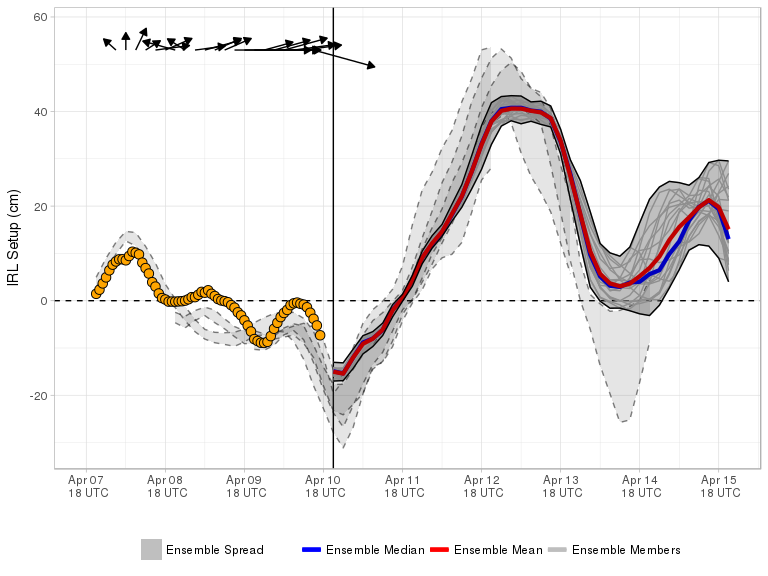 60
40
20
0
-20
IRL Setup (cm)
Apr 07 Apr 08 Apr 09 Apr 10 Apr 11 Apr 12 Apr 13 Apr 14 Apr 15
18 UTC 18 UTC 18 UTC 18 UTC 18 UTC 18 UTC 18 UTC 18 UTC 18 UTC
Ensemble Spread Ensemble Median Ensemble Mean Ensemble Members